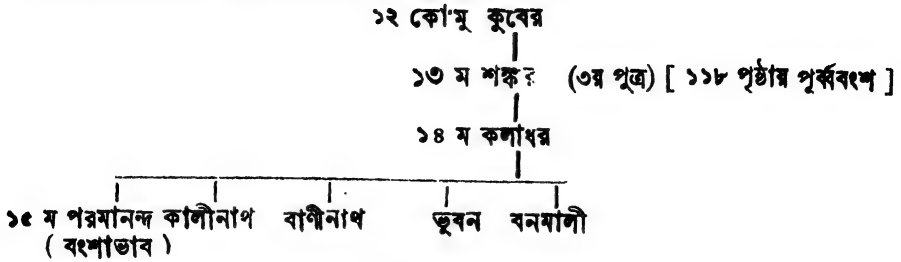 ১২ কো'মু কুবের
১৩ ম শঙ্কর (৩য় পুত্র) [ ১১৮ পৃষ্ঠায় পূর্ব্ববংশ ]
১৪ ম কলাধর
১৫ ম পরমানন্দ কালীনাথ বাণীনাথ ভুবন বনমালী
( বংশাভাব )